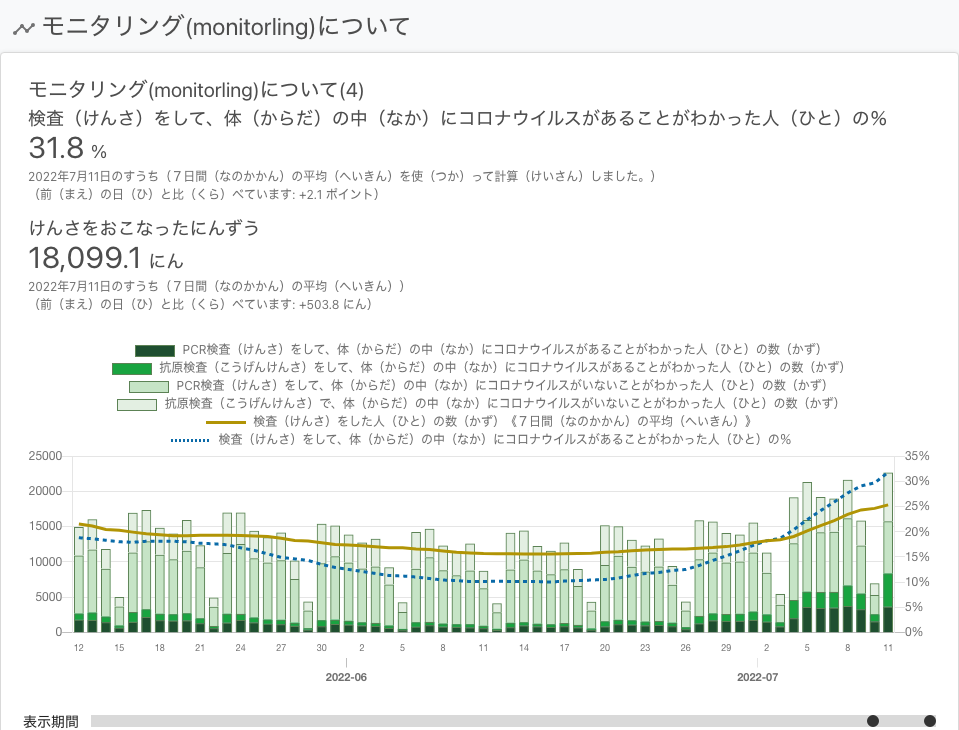 モニタリング(monitorling)について
モニタリング(monitorling)について(4)
検査（けんさ）をして、体（からだ）の中（なか）にコロナウイルスがあることがわかった人（ひと）の%
31.8 %
2022年7月11日のすうち（７日間（なのかかん）の平均（へいきん）を使（つか）って計算（けいさん）しました。）
（前（まえ）の日（ひ）と比（くら）べています: +2.1 ポイント）
けんさをおこなったにんずう
18,099.1 にん
2022年7月11日のすうち（７日間（なのかかん）の平均（へいきん））
（前（まえ）の日（ひ）と比（くら）べています: +503.8 にん）
PCR検査（けんさ）をして、体（からだ）の中（なか）にコロナウイルスがあることがわかった人（ひと）の数（かず）
抗原検査（こうげんけんさ）をして、体（からだ）の中（なか）にコロナウイルスがあることがわかった人（ひと）の数（かず）
PCR検査（けんさ）をして、体（からだ）の中（なか）にコロナウイルスがいないことがわかった人（ひと）の数（かず）
抗原検査（こうげんけんさ）で、体（からだ）の中（なか）にコロナウイルスがいないことがわかった人（ひと）の数（かず）
検査（けんさ）をした人（ひと）の数（かず）《７日間（なのかかん）の平均（へいきん）》
検査（けんさ）をして、体（からだ）の中（なか）にコロナウイルスがあることがわかった人（ひと）の%
25000 35%
30%
20000
25%
15000
20%
15%
10000
10%
5000
5%
0 0%
12 15 18 21 24 27 30 2 5 8 11 14 17 20 23 26 29 2 5 8 11
2022-06 2022-07
表示期間